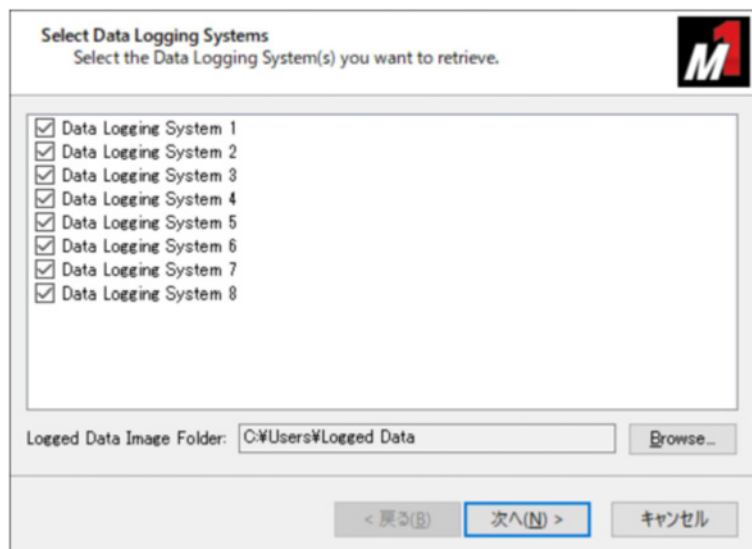 Select Data Logging Systems
Select the Data Logging System(s) you want to retrieve.
M1
Data Logging System 1
Data Logging System 2
Data Logging System 3
Data Logging System 4
Data Logging System 5
Data Logging System 6
Data Logging System 7
Data Logging System 8
Logged Data Image Folder: C:¥Users¥Logged Data Browse...
< 戻る(B) 次へ(N) > キャンセル